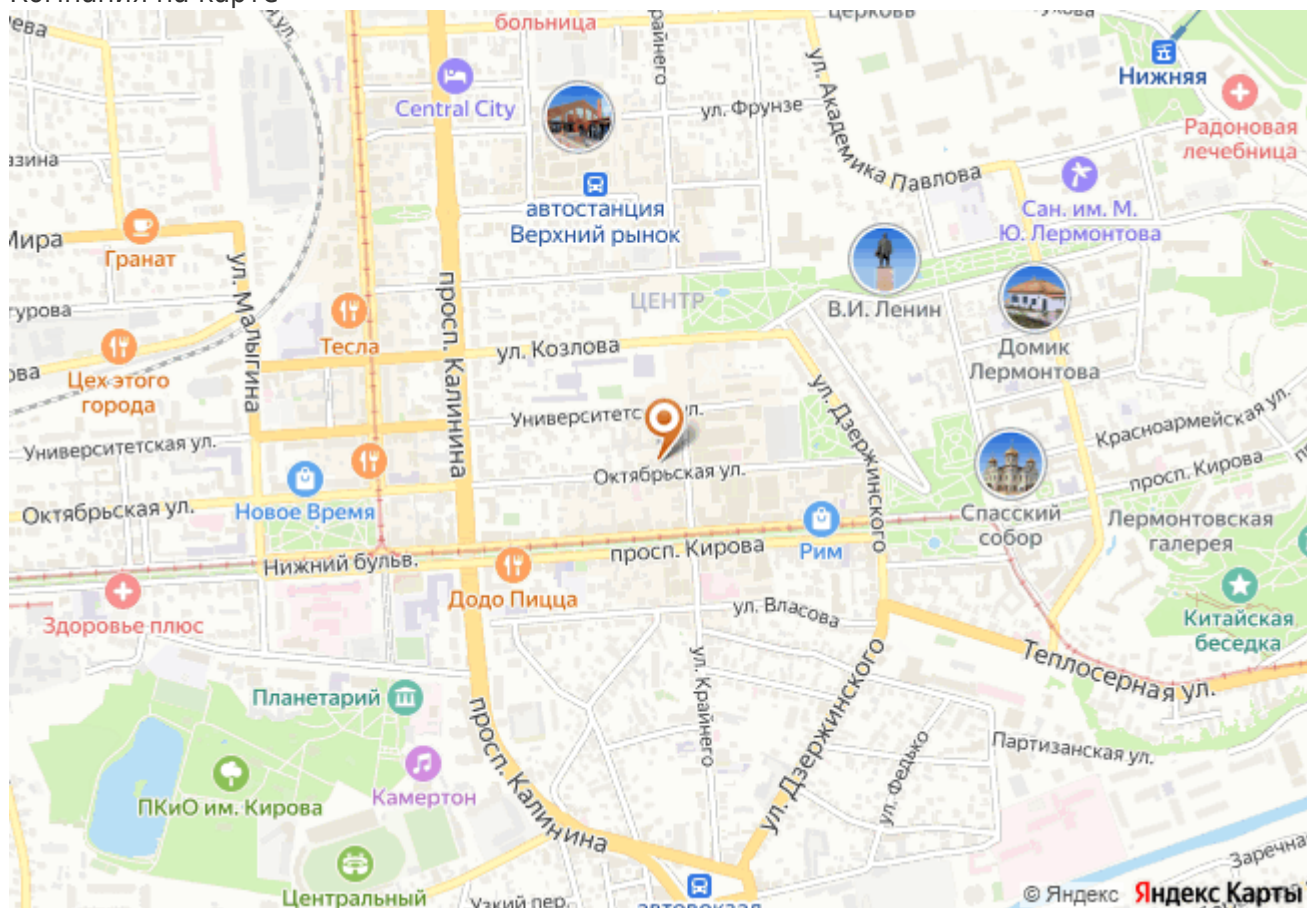 больница
Нижняя
Central City
ул. Фрунзе
ул. Академика Павлова
Радоновая
лечебница
автостанция
Верхний рынок
Сан. им. М.
Ю. Лермонтова
Мира
Гранат
ул. Малыгина
просп. Калинина
ЦЕНТР
В.И. Ленин
Тесла
ул. Козлова
Домик
Лермонтова
Цех этого
города
ул. Дзержинского
Красноармейская ул.
Университетская ул.
Октябрьская ул.
просп. Кирова
Октябрьская ул.
Новое Время
Спасский
собор
Лермонтовская
галерея
Нижний бульв.
просп. Кирова
Рим
Додо Пицца
ул. Власова
Здоровье плюс
Китайская
беседка
Теплосерная ул.
Планетарий
ул. Крайнего
просп. Калинина
ул. Дзержинского
ул. Федько
Партизанская ул.
Камертон
ПКиО им. Кирова
Центральный
Узкий пер.
© Яндекс Яндекс Карты